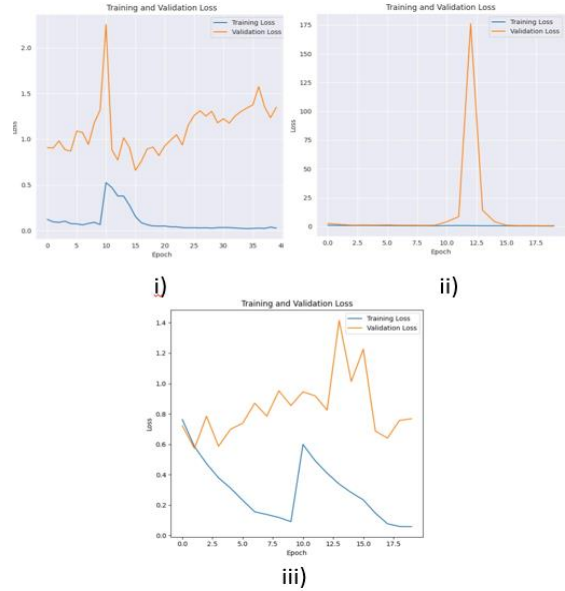 Training and Validation Loss
Training Loss
Validation Loss
2.0
1.5
1.0
0.5
0.0
Loss
0 5 10 15 20 25 30 35
Epoch
i)
Training and Validation Loss
Training Loss
Validation Loss
175
150
125
100
75
50
25
0
Loss
0.0 2.5 5.0 7.5 10.0 12.5 15.0 17.5
Epoch
ii)
Training and Validation Loss
Training Loss
Validation Loss
1.4
1.2
1.0
0.8
0.6
0.4
0.2
0.0
Loss
0.0 2.5 5.0 7.5 10.0 12.5 15.0 17.5
Epoch
iii)